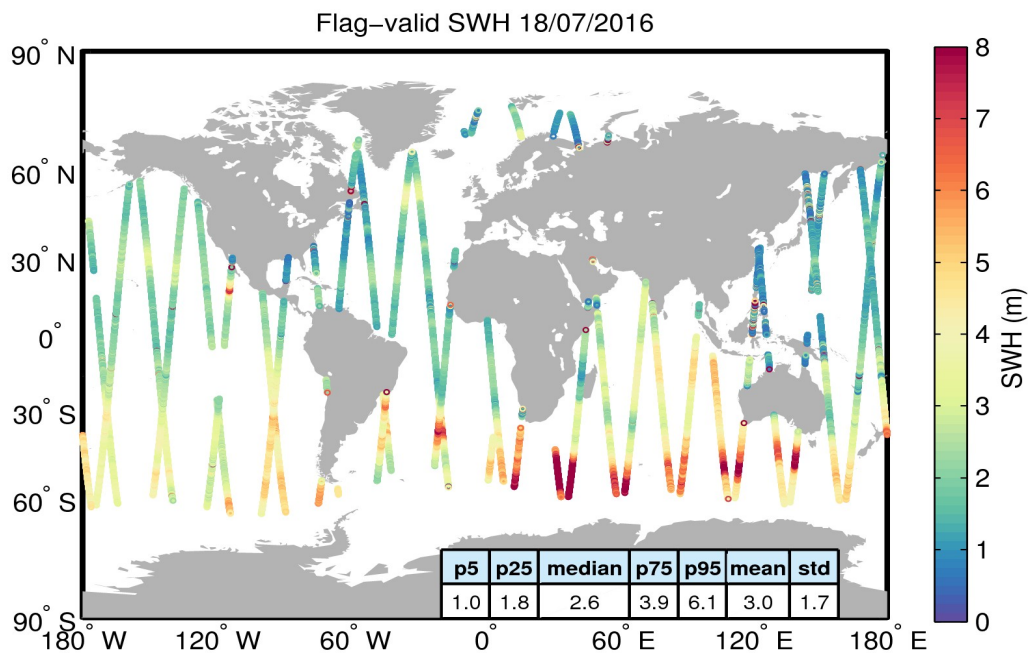 Flag−valid SWH 18/07/2016
90° N
60° N
30° N
0°
30° S
60° S
90° S
180° W
120° W
60° W
0°
60° E
120° E
180° E
p5 p25 median p75 p95 mean std
1.0 1.8 2.6 3.9 6.1 3.0 1.7
8
7
6
5
4
3
2
1
0
SWH (m)